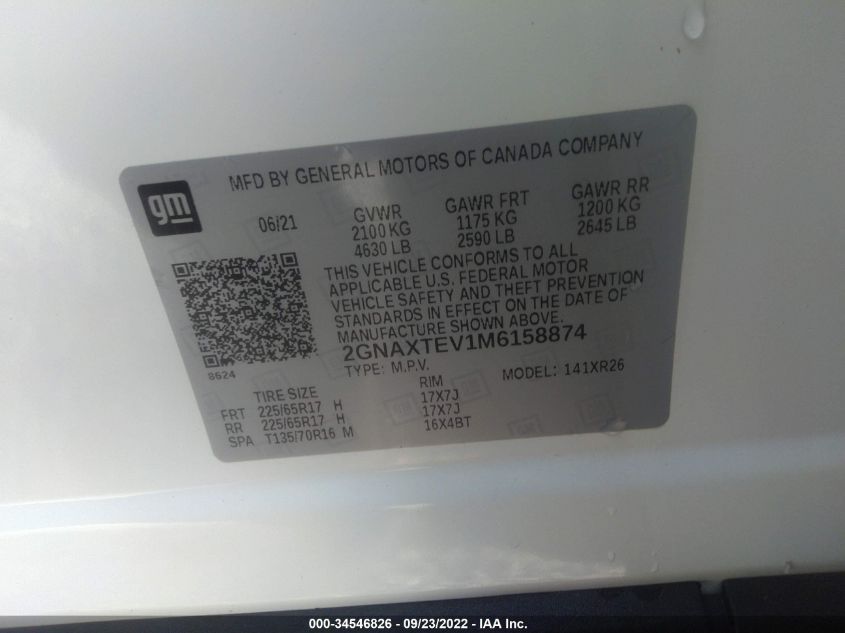 MFD BY GENERAL MOTORS OF CANADA COMPANY
gm
06/21
GVWR
2100 KG
4630 LB
GAWR FRT
1175 KG
2590 LB
GAWR RR
1200 KG
2645 LB
THIS VEHICLE CONFORMS TO ALL
APPLICABLE U.S. FEDERAL MOTOR
VEHICLE SAFETY AND THEFT PREVENTION
STANDARDS IN EFFECT ON THE DATE OF
MANUFACTURE SHOWN ABOVE.
2GNAXTEV1M6158874
8624
TYPE: M.P.V.
MODEL: 141XR26
TIRE SIZE
RIM
FRT 225/65R17 H 17X7J
RR 225/65R17 H 17X7J
SPA T135/70R16 M 16X4BT
000-34546826 - 09/23/2022 - IAA Inc.